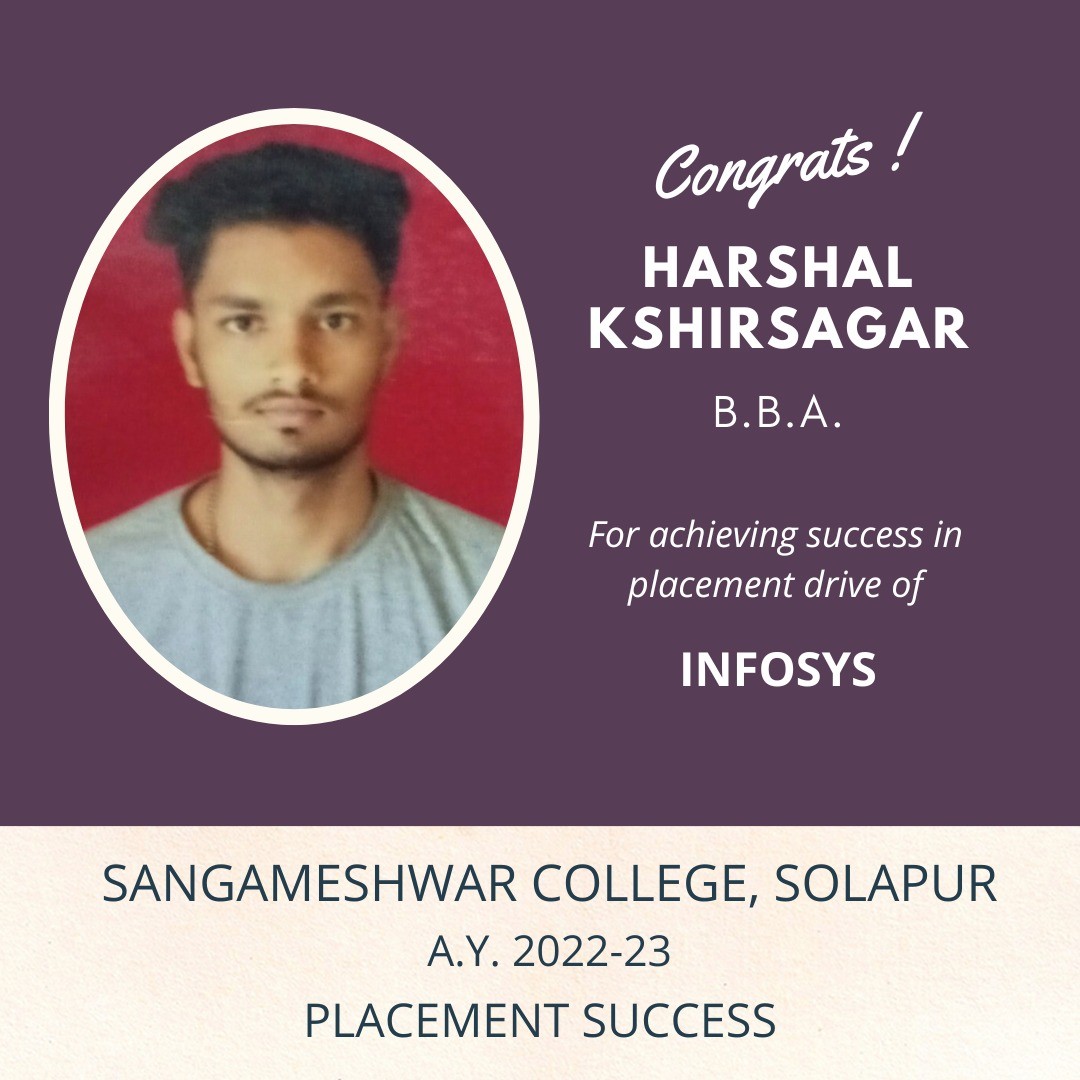 Congrats !
HARSHAL
KSHIRSAGAR
B.B.A.
For achieving success in
placement drive of
INFOSYS
SANGAMESHWAR COLLEGE, SOLAPUR
A.Y. 2022-23
PLACEMENT SUCCESS